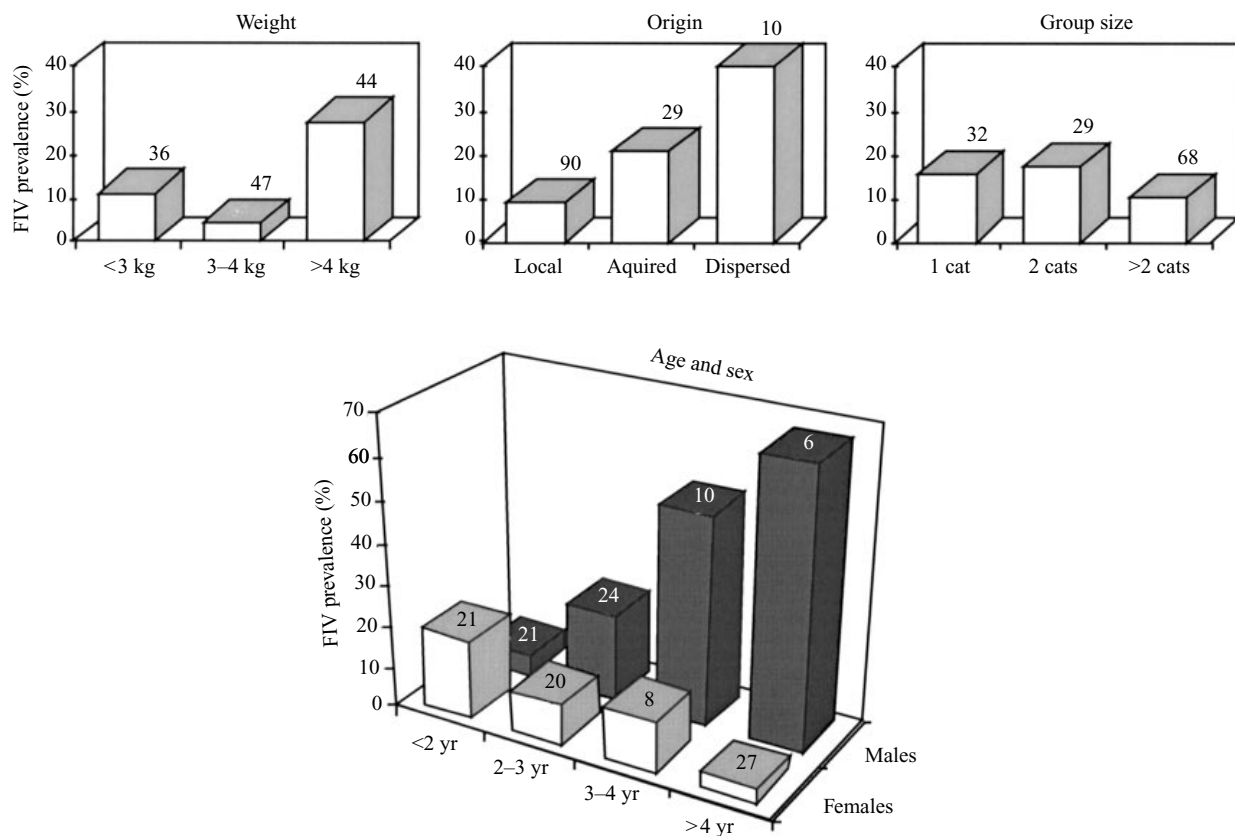 Weight
FIV prevalence (%)
40
30
20
10
0
36
47
44
<3 kg
3–4 kg
>4 kg
Origin
40
30
20
10
0
90
29
10
Local
Aquired
Dispersed
Group size
40
30
20
10
0
32
29
68
1 cat
2 cats
>2 cats
Age and sex
FIV prevalence (%)
70
60
50
40
30
20
10
0
21
20
8
27
21
24
10
6
<2 yr
2–3 yr
3–4 yr
>4 yr
Males
Females